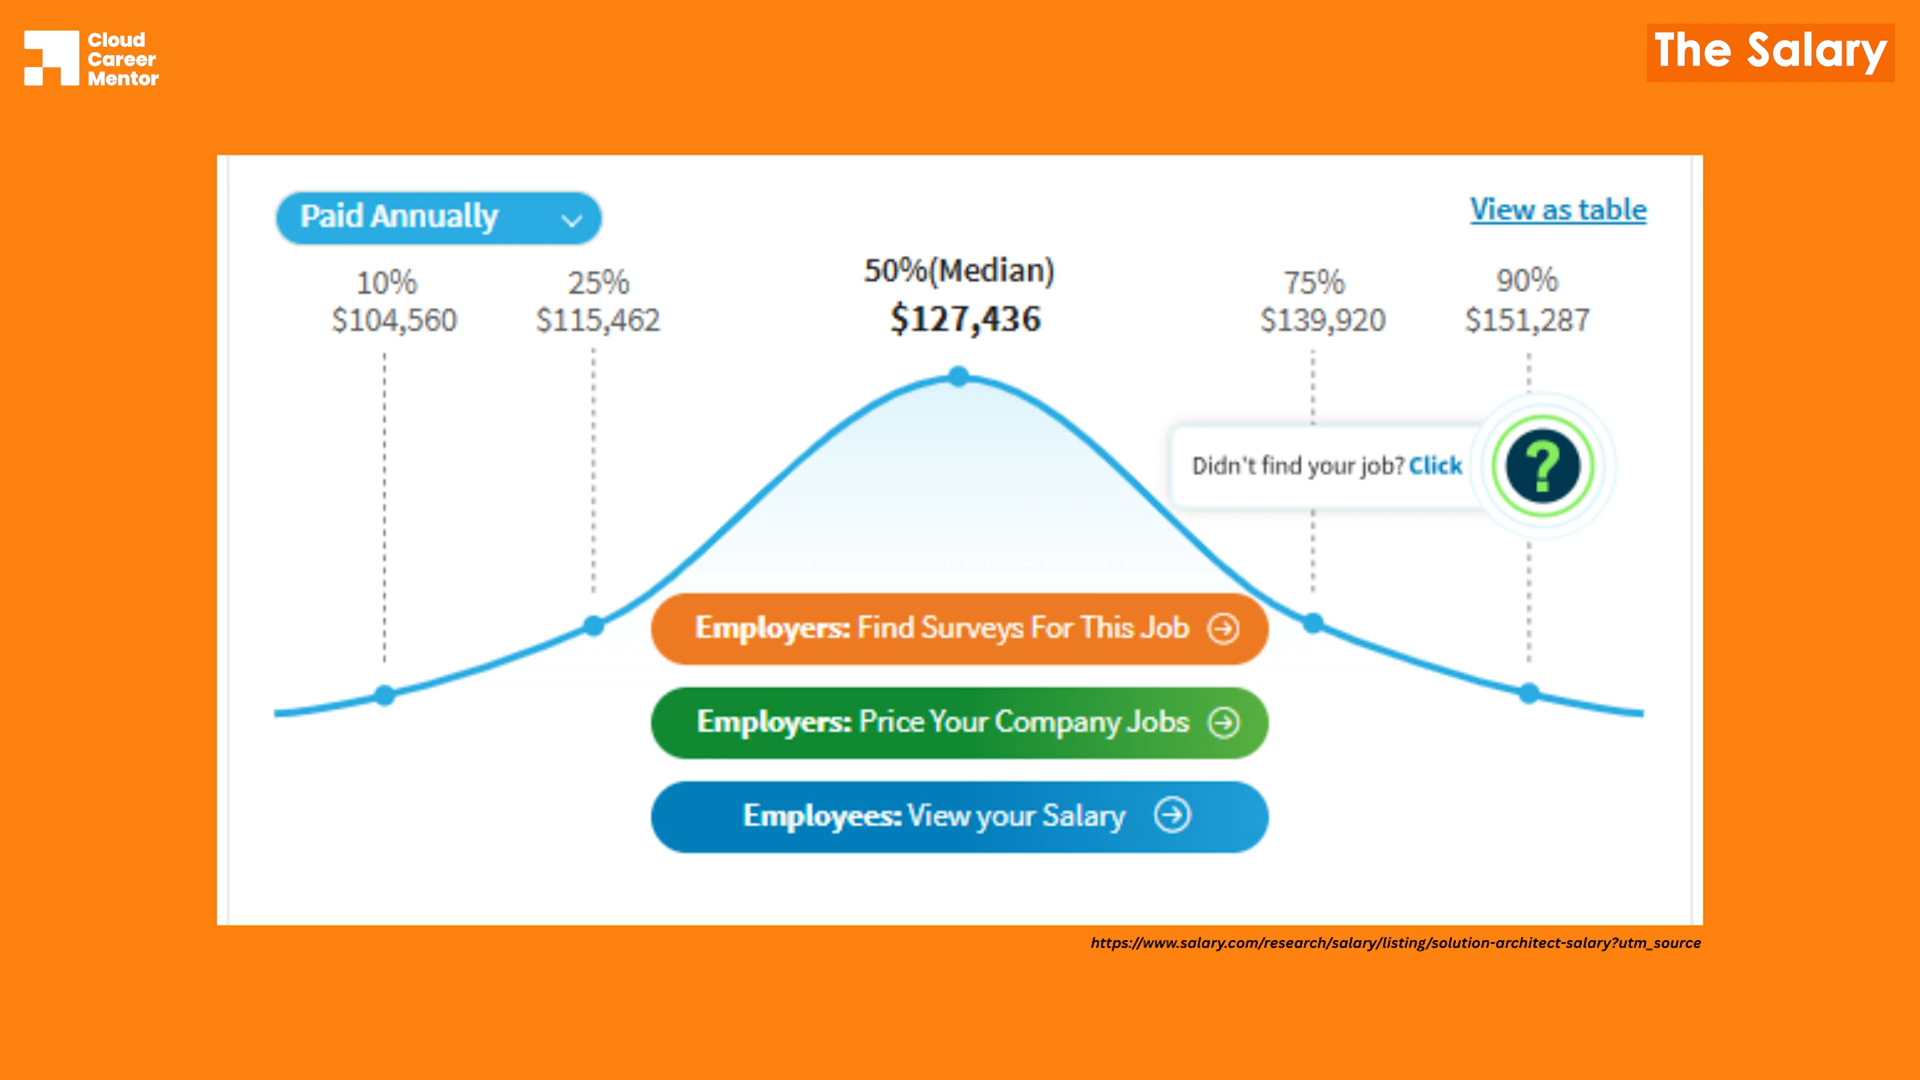 Cloud
Career
Mentor
The Salary
Paid Annually
View as table
10%
$104,560
25%
$115,462
50%(Median)
$127,436
75%
$139,920
90%
$151,287
Didn't find your job? Click
?
Employers: Find Surveys For This Job
Employers: Price Your Company Jobs
Employees: View your Salary
https://www.salary.com/research/salary/listing/solution-architect-salary?utm_source